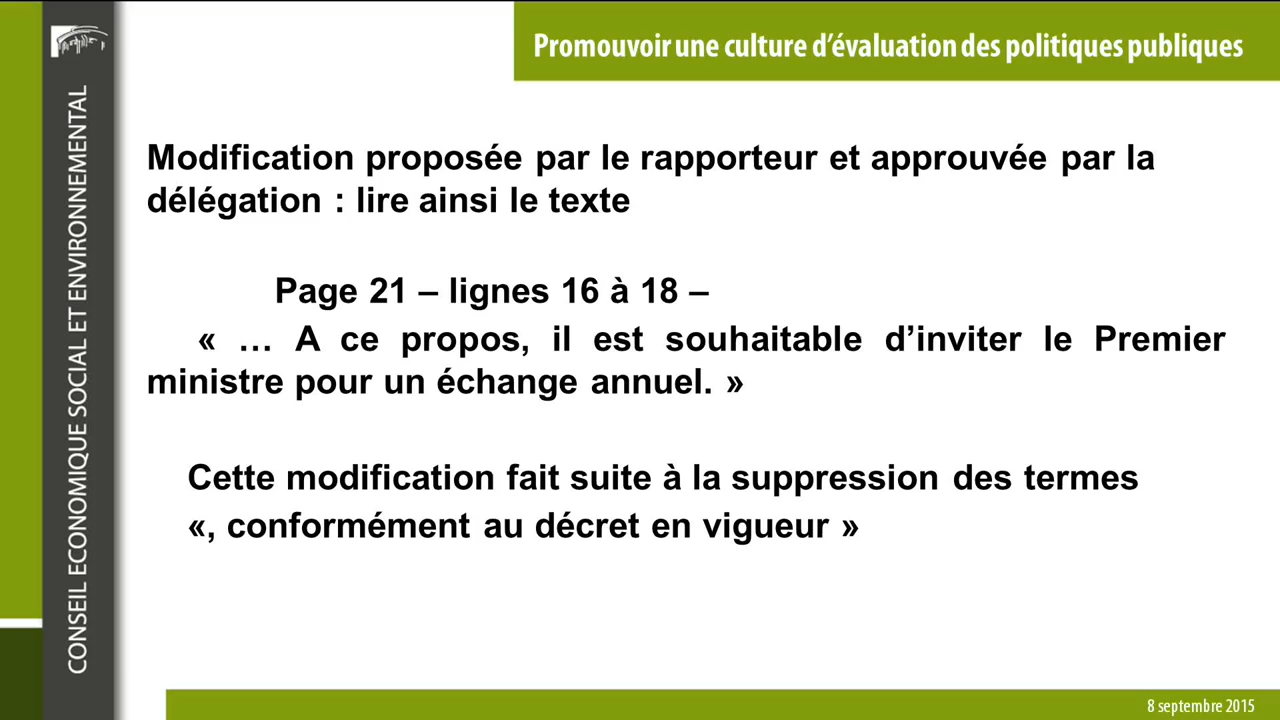 Promouvoir une culture d’évaluation des politiques publiques
CONSEIL ECONOMIQUE SOCIAL ET ENVIRONNEMENTAL
Modification proposée par le rapporteur et approuvée par la
délégation : lire ainsi le texte
Page 21 – lignes 16 à 18 –
« … A ce propos, il est souhaitable d’inviter le Premier
ministre pour un échange annuel. »
Cette modification fait suite à la suppression des termes
«, conformément au décret en vigueur »
8 septembre 2015